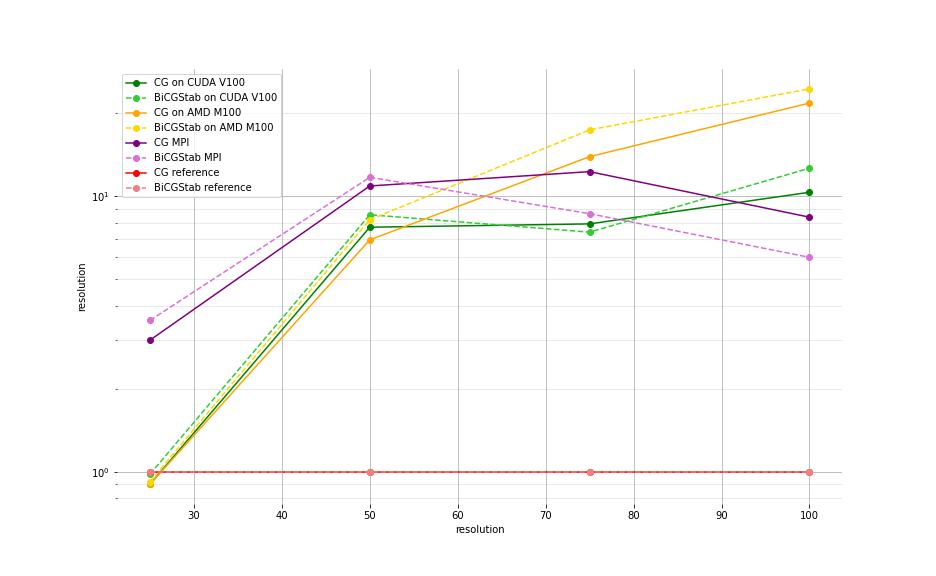 CG on CUDA V100
BiCGStab on CUDA V100
CG on AMD M100
BiCGStab on AMD M100
CG MPI
BiCGStab MPI
CG reference
BiCGStab reference
10¹
10⁰
resolution
30 40 50 60 70 80 90 100
resolution